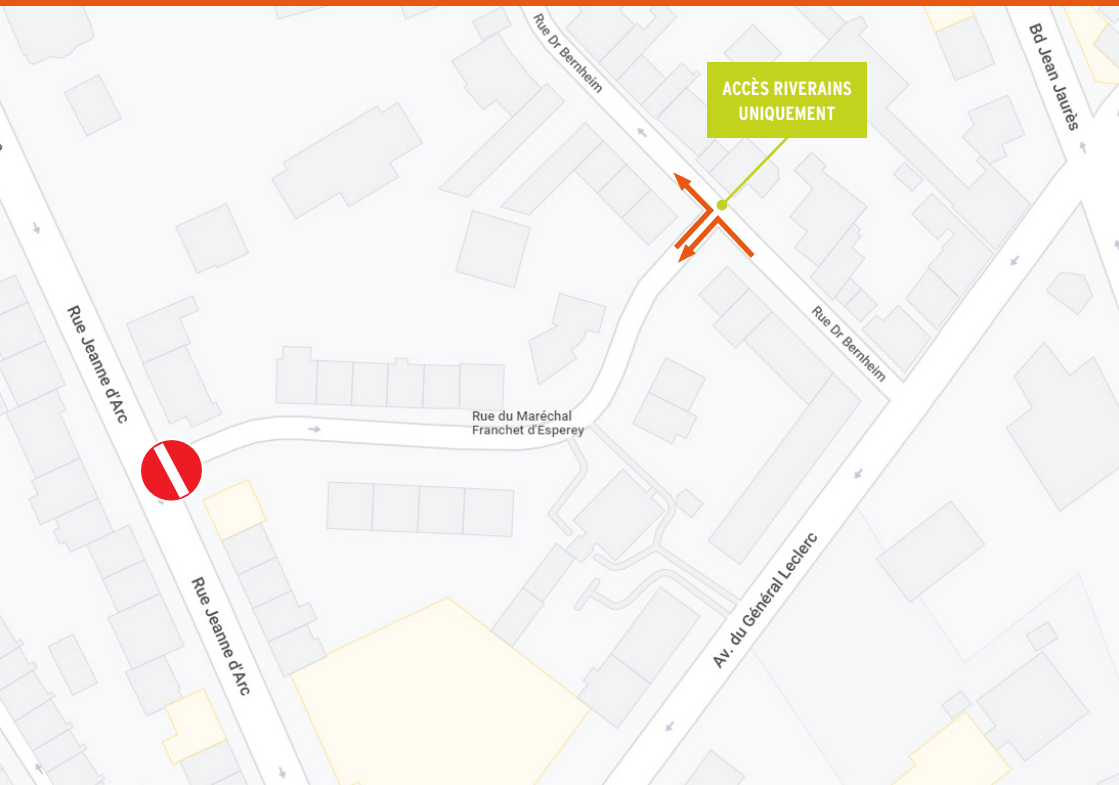 Rue Dr Bernheim
Bd Jean Jaurès
ACCÈS RIVERAINS
UNIQUEMENT
Rue Jeanne d'Arc
Rue Dr Bernheim
Rue du Maréchal
Franchet d'Esperey
Av. du Général Leclerc
Rue Jeanne d'Arc